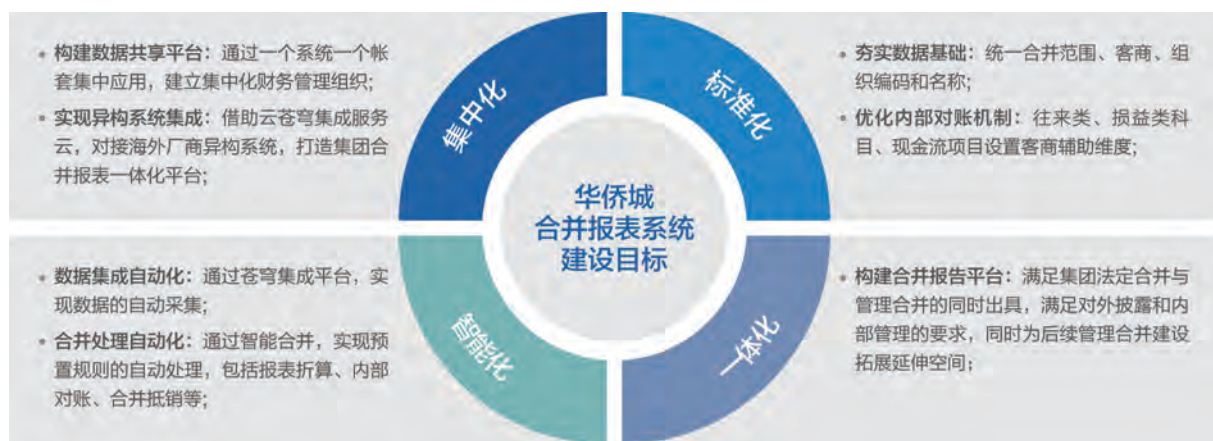 • 构建数据共享平台：通过一个系统一个帐
套集中应用，建立集中化财务管理组织;
• 实现异构系统集成：借助云苍穹集成服务
云，对接海外厂商异构系统，打造集团合
并报表一体化平台;
集中化
标准化
• 夯实数据基础：统一合并范围、客商、组
织编码和名称;
• 优化内部对账机制：往来类、损益类科
目、现金流项目设置客商辅助维度;
华侨城
合并报表系统
建设目标
• 数据集成自动化：通过苍穹集成平台，实
现数据的自动采集;
• 合并处理自动化：通过智能合并，实现预
置规则的自动处理，包括报表折算、内部
对账、合并抵销等;
智能化
一体化
• 构建合并报告平台：满足集团法定合并与
管理合并的同时出具，满足对外披露和内
部管理的要求，同时为后续管理合并建设
拓展延伸空间;